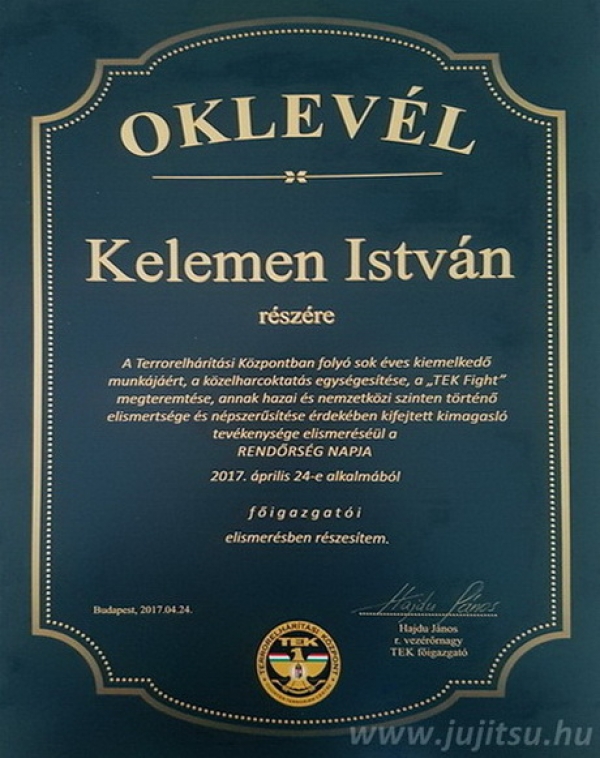 OKLEVÉL
Kelemen István
részére
A Terrorelhárítási Központban folyó sok éves kiemelkedő
munkájáért, a közelharcoktatás egységesítése, a „TEK Fight”
megteremtése, annak hazai és nemzetközi szinten történő
elismertsége és népszerűsítése érdekében kifejtett kimagasló
tevékenysége elismeréséül a
RENDŐRSÉG NAPJA
2017. április 24-e alkalmából
főigazgatói
elismerésben részesítem.
Budapest, 2017.04.24.
Hajdu János
Hajdu János
r. vezérőrnagy
TEK főigazgató
TERRORELHÁRÍTÁSI KÖZPONT
TEK
www.jujitsu.hu